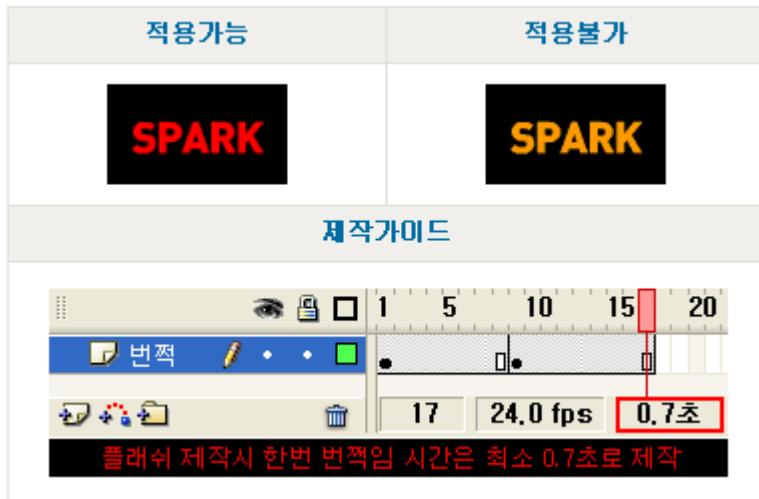 적용가능 적용불가
SPARK SPARK
제작가이드
1 5 10 15 20
번쩍
17 24.0 fps 0.7초
플래쉬 제작시 한번 번쩍임 시간은 최소 0.7초로 제작